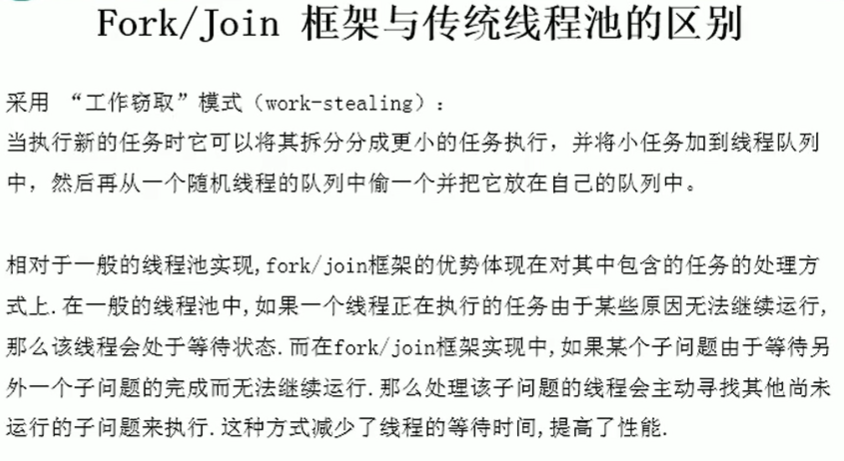 Fork/Join 框架与传统线程池的区别
采用 “工作窃取”模式（work-stealing）：
当执行新的任务时它可以将其拆分分成更小的任务执行，并将小任务加到线程队列
中，然后再从一个随机线程的队列中偷一个并把它放在自己的队列中。
相对于一般的线程池实现,fork/join框架的优势体现在对其中包含的任务的处理方
式上.在一般的线程池中,如果一个线程正在执行的任务由于某些原因无法继续运行,
那么该线程会处于等待状态.而在fork/join框架实现中,如果某个子问题由于等待另
外一个子问题的完成而无法继续运行.那么处理该子问题的线程会主动寻找其他尚未
运行的子问题来执行.这种方式减少了线程的等待时间,提高了性能.